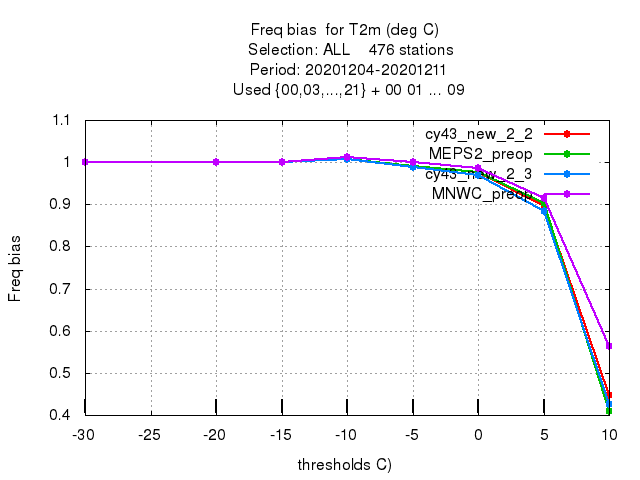 Freq bias  for T2m (deg C)
Selection: ALL    476 stations
Period: 20201204-20201211
Used {00,03,...,21} + 00 01 ... 09
1.1
1
0.9
0.8
0.7
0.6
0.5
0.4
Freq bias
cy43_new_2_2
MEPS2_preop
cy43_new_2_3
MNWC_preop
-30 -25 -20 -15 -10 -5 0 5 10
thresholds C)